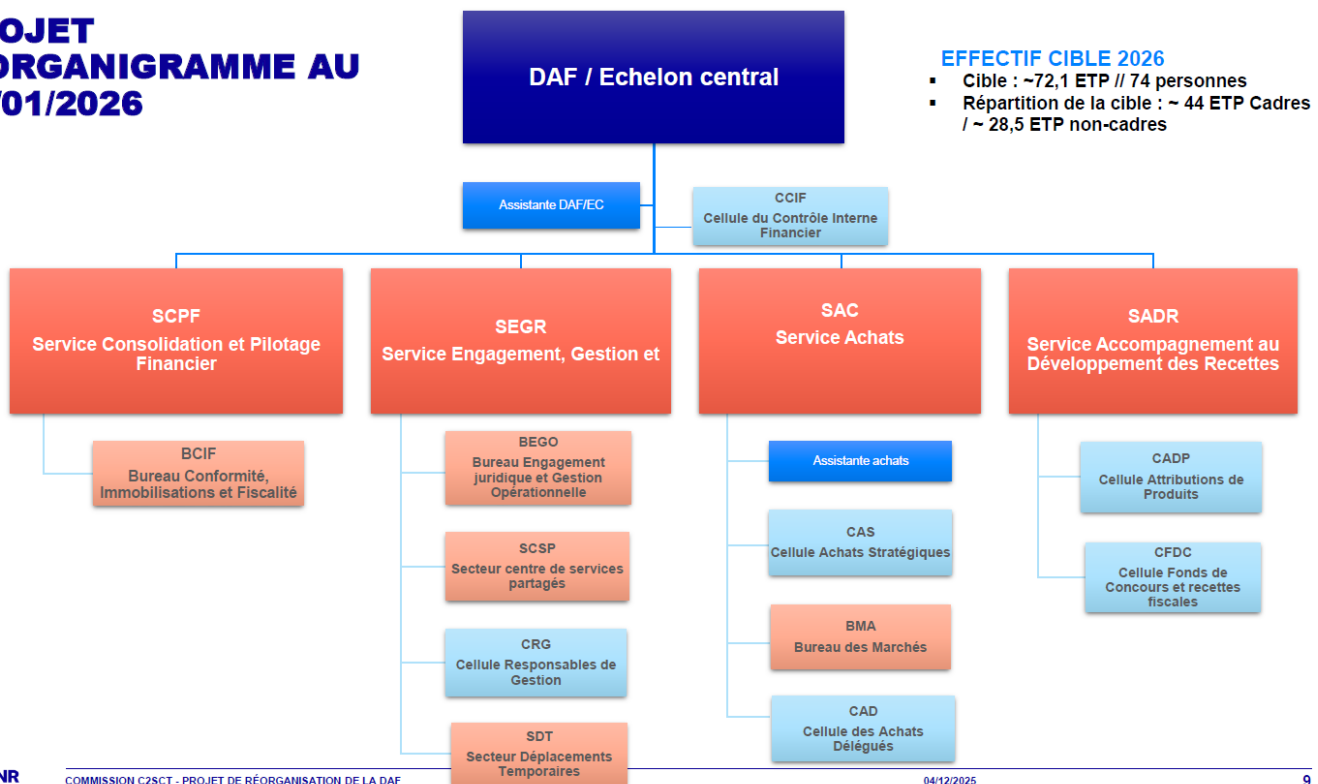 OJET
ORGANIGRAMME AU
/01/2026
DAF / Echelon central
EFFECTIF CIBLE 2026
▪ Cible : ~72,1 ETP // 74 personnes
▪ Répartition de la cible : ~ 44 ETP Cadres
/ ~ 28,5 ETP non-cadres
Assistante DAF/EC
CCIF
Cellule du Contrôle Interne
Financier
SCPF
Service Consolidation et Pilotage
Financier
BCIF
Bureau Conformité,
Immobilisations et Fiscalité
SEGR
Service Engagement, Gestion et
BEGO
Bureau Engagement
juridique et Gestion
Opérationnelle
SCSP
Secteur centre de services
partagés
CRG
Cellule Responsables de
Gestion
SDT
Secteur Déplacements
Temporaires
SAC
Service Achats
Assistante achats
CAS
Cellule Achats Stratégiques
BMA
Bureau des Marchés
CAD
Cellule des Achats
Délégués
SADR
Service Accompagnement au
Développement des Recettes
CADP
Cellule Attributions de
Produits
CFDC
Cellule Fonds de
Concours et recettes
fiscales
NR
COMMISSION C2SCT - PROJET DE RÉORGANISATION DE LA DAF
04/12/2025
9